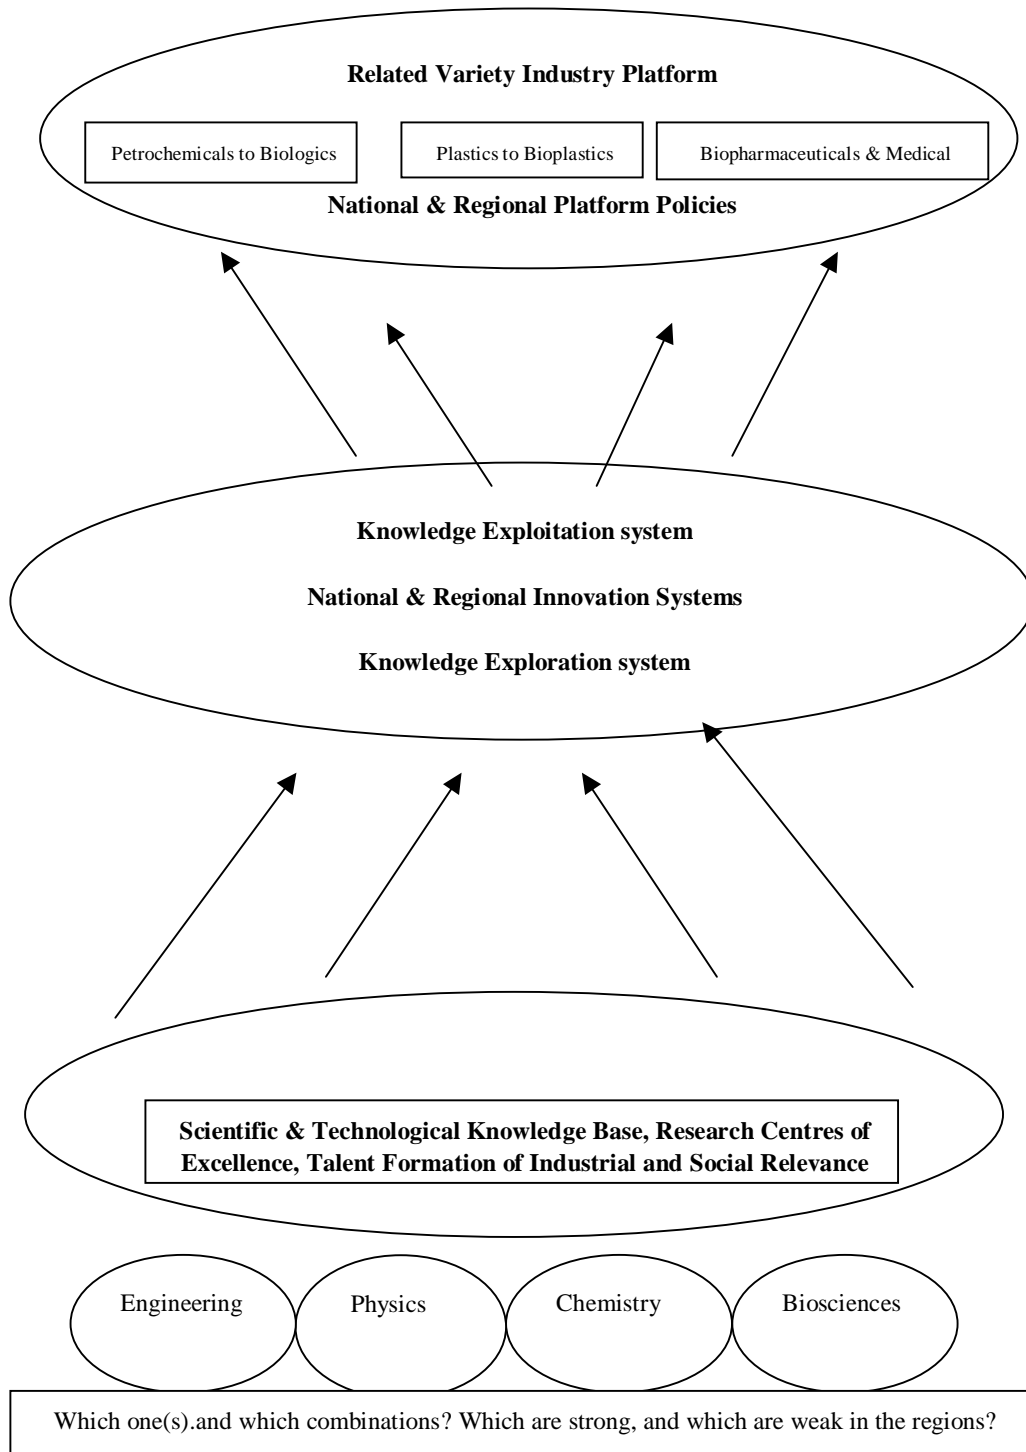 Related Variety Industry Platform
Petrochemicals to Biologics
Plastics to Bioplastics
Biopharmaceuticals & Medical
National & Regional Platform Policies
Knowledge Exploitation system
National & Regional Innovation Systems
Knowledge Exploration system
Scientific & Technological Knowledge Base, Research Centres of
Excellence, Talent Formation of Industrial and Social Relevance
Engineering
Physics
Chemistry
Biosciences
Which one(s).and which combinations? Which are strong, and which are weak in the regions?